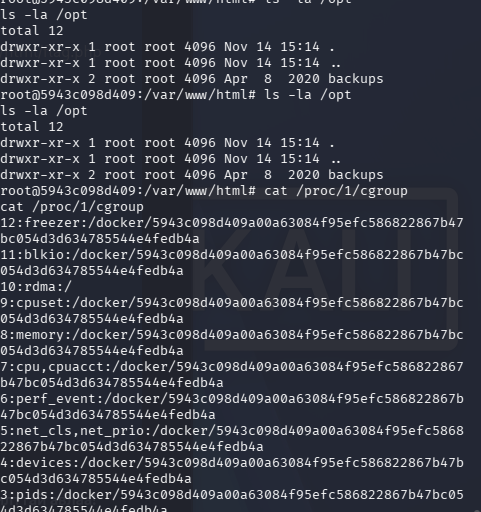 root@5943c098d409:/var/www/html# ls -la /opt
ls -la /opt
total 12
drwxr-xr-x 1 root root 4096 Nov 14 15:14 .
drwxr-xr-x 1 root root 4096 Nov 14 15:14 ..
drwxr-xr-x 2 root root 4096 Apr  8  2020 backups
root@5943c098d409:/var/www/html# ls -la /opt
ls -la /opt
total 12
drwxr-xr-x 1 root root 4096 Nov 14 15:14 .
drwxr-xr-x 1 root root 4096 Nov 14 15:14 ..
drwxr-xr-x 2 root root 4096 Apr  8  2020 backups
root@5943c098d409:/var/www/html# cat /proc/1/cgroup
cat /proc/1/cgroup
12:freezer:/docker/5943c098d409a00a63084f95efc586822867b47
bc054d3d634785544e4fedb4a
11:blkio:/docker/5943c098d409a00a63084f95efc586822867b47bc
054d3d634785544e4fedb4a
10:rdma:/
9:cpuset:/docker/5943c098d409a00a63084f95efc586822867b47bc
054d3d634785544e4fedb4a
8:memory:/docker/5943c098d409a00a63084f95efc586822867b47bc
054d3d634785544e4fedb4a
7:cpu,cpuacct:/docker/5943c098d409a00a63084f95efc586822867
b47bc054d3d634785544e4fedb4a
6:perf_event:/docker/5943c098d409a00a63084f95efc586822867b
47bc054d3d634785544e4fedb4a
5:net_cls,net_prio:/docker/5943c098d409a00a63084f95efc5868
22867b47bc054d3d634785544e4fedb4a
4:devices:/docker/5943c098d409a00a63084f95efc586822867b47b
c054d3d634785544e4fedb4a
3:pids:/docker/5943c098d409a00a63084f95efc586822867b47bc05
4d3d634785544e4fedb4a
KALI